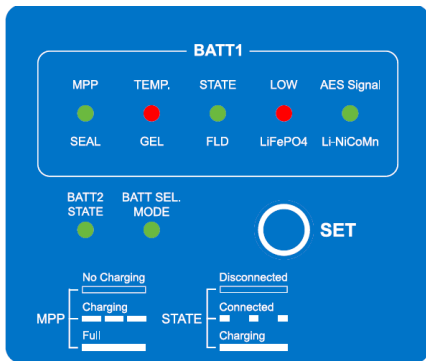 BATT1
MPP TEMP. STATE LOW AES Signal
SEAL GEL FLD LiFePO4 Li-NiCoMn
BATT2 STATE
BATT SEL. MODE
SET
MPP
No Charging
Charging
Full
STATE
Disconnected
Connected
Charging